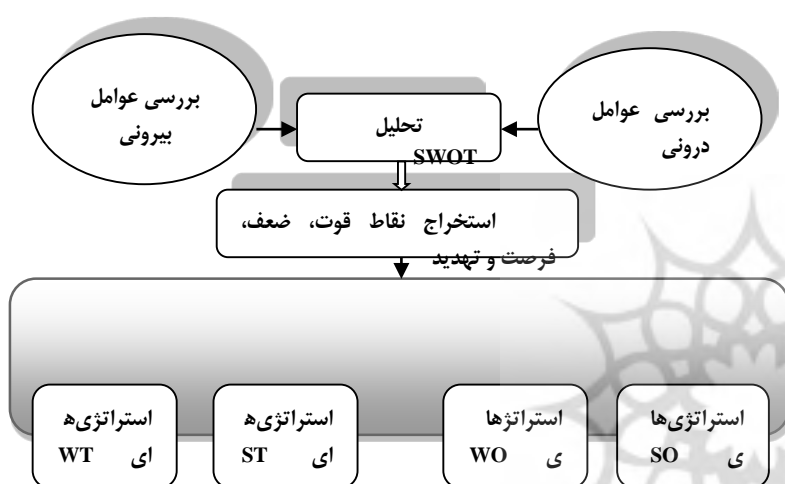 بررسی عوامل
درونی
بررسی عوامل
بیرونی
تحلیل
SWOT
استخراج نقاط قوت، ضعف،
فرصت و تهدید
استراتژی‌ها
ی SO
استراتژها
ی WO
استراتژی‌ه
ای ST
استراتژی‌ه
ای WT